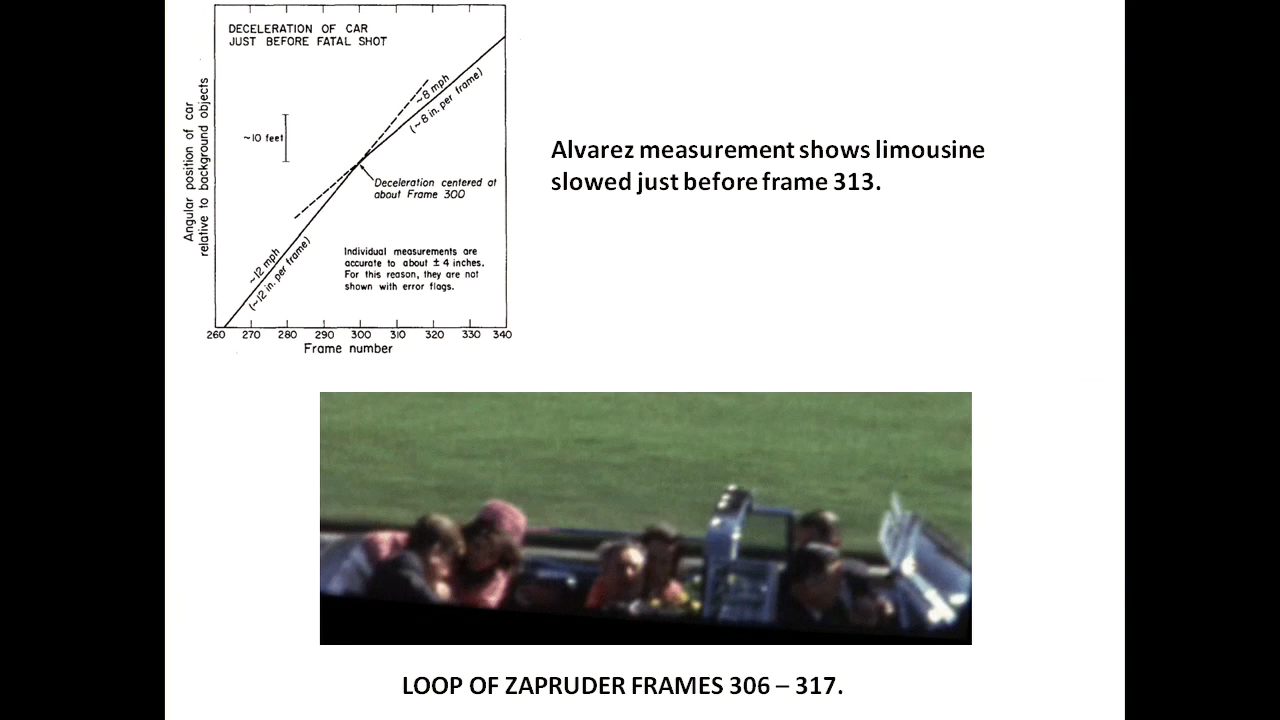 DECELERATION OF CAR
JUST BEFORE FATAL SHOT
Angular position of car
relative to background objects
~10 feet
~8 mph
(~8 in. per frame)
Deceleration centered at
about Frame 300
~12 mph
(~12 in. per frame)
Individual measurements are
accurate to about ± 4 inches.
For this reason, they are not
shown with error flags.
260 270 280 290 300 310 320 330 340
Frame number
Alvarez measurement shows limousine
slowed just before frame 313.
LOOP OF ZAPRUDER FRAMES 306 – 317.